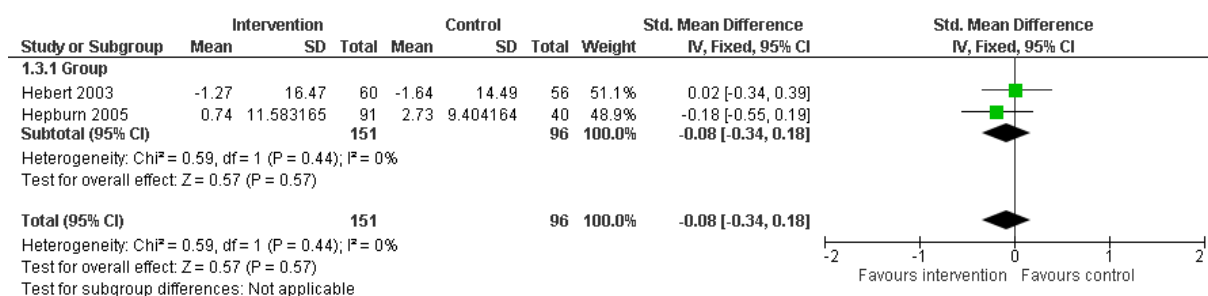 Intervention Control Std. Mean Difference Std. Mean Difference
Study or Subgroup Mean SD Total Mean SD Total Weight IV, Fixed, 95% CI IV, Fixed, 95% CI
1.3.1 Group
Hebert 2003 -1.27 16.47 60 -1.64 14.49 56 51.1% 0.02 [-0.34, 0.39]
Hepburn 2005 0.74 11.583165 91 2.73 9.404164 40 48.9% -0.18 [-0.55, 0.19]
Subtotal (95% CI) 151 96 100.0% -0.08 [-0.34, 0.18]
Heterogeneity: Chi² = 0.59, df = 1 (P = 0.44); I² = 0%
Test for overall effect: Z = 0.57 (P = 0.57)
Total (95% CI) 151 96 100.0% -0.08 [-0.34, 0.18]
Heterogeneity: Chi² = 0.59, df = 1 (P = 0.44); I² = 0%
Test for overall effect: Z = 0.57 (P = 0.57)
Test for subgroup differences: Not applicable
-2 -1 0 1 2
Favours intervention Favours control